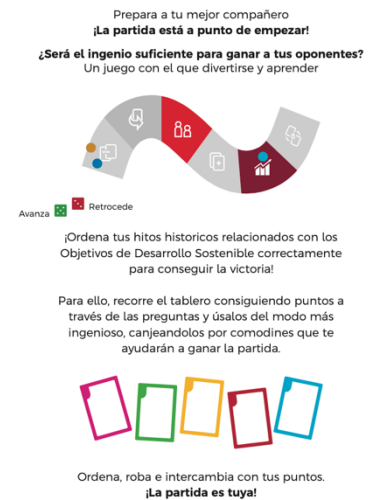 Prepara a tu mejor compañero
¡La partida está a punto de empezar!
¿Será el ingenio suficiente para ganar a tus oponentes?
Un juego con el que divertirse y aprender
Avanza
Retrocede
¡Ordena tus hitos historicos relacionados con los
Objetivos de Desarrollo Sostenible correctamente
para conseguir la victoria!
Para ello, recorre el tablero consiguiendo puntos a
través de las preguntas y úsalos del modo más
ingenioso, canjeandolos por comodines que te
ayudarán a ganar la partida.
Ordena, roba e intercambia con tus puntos.
¡La partida es tuya!